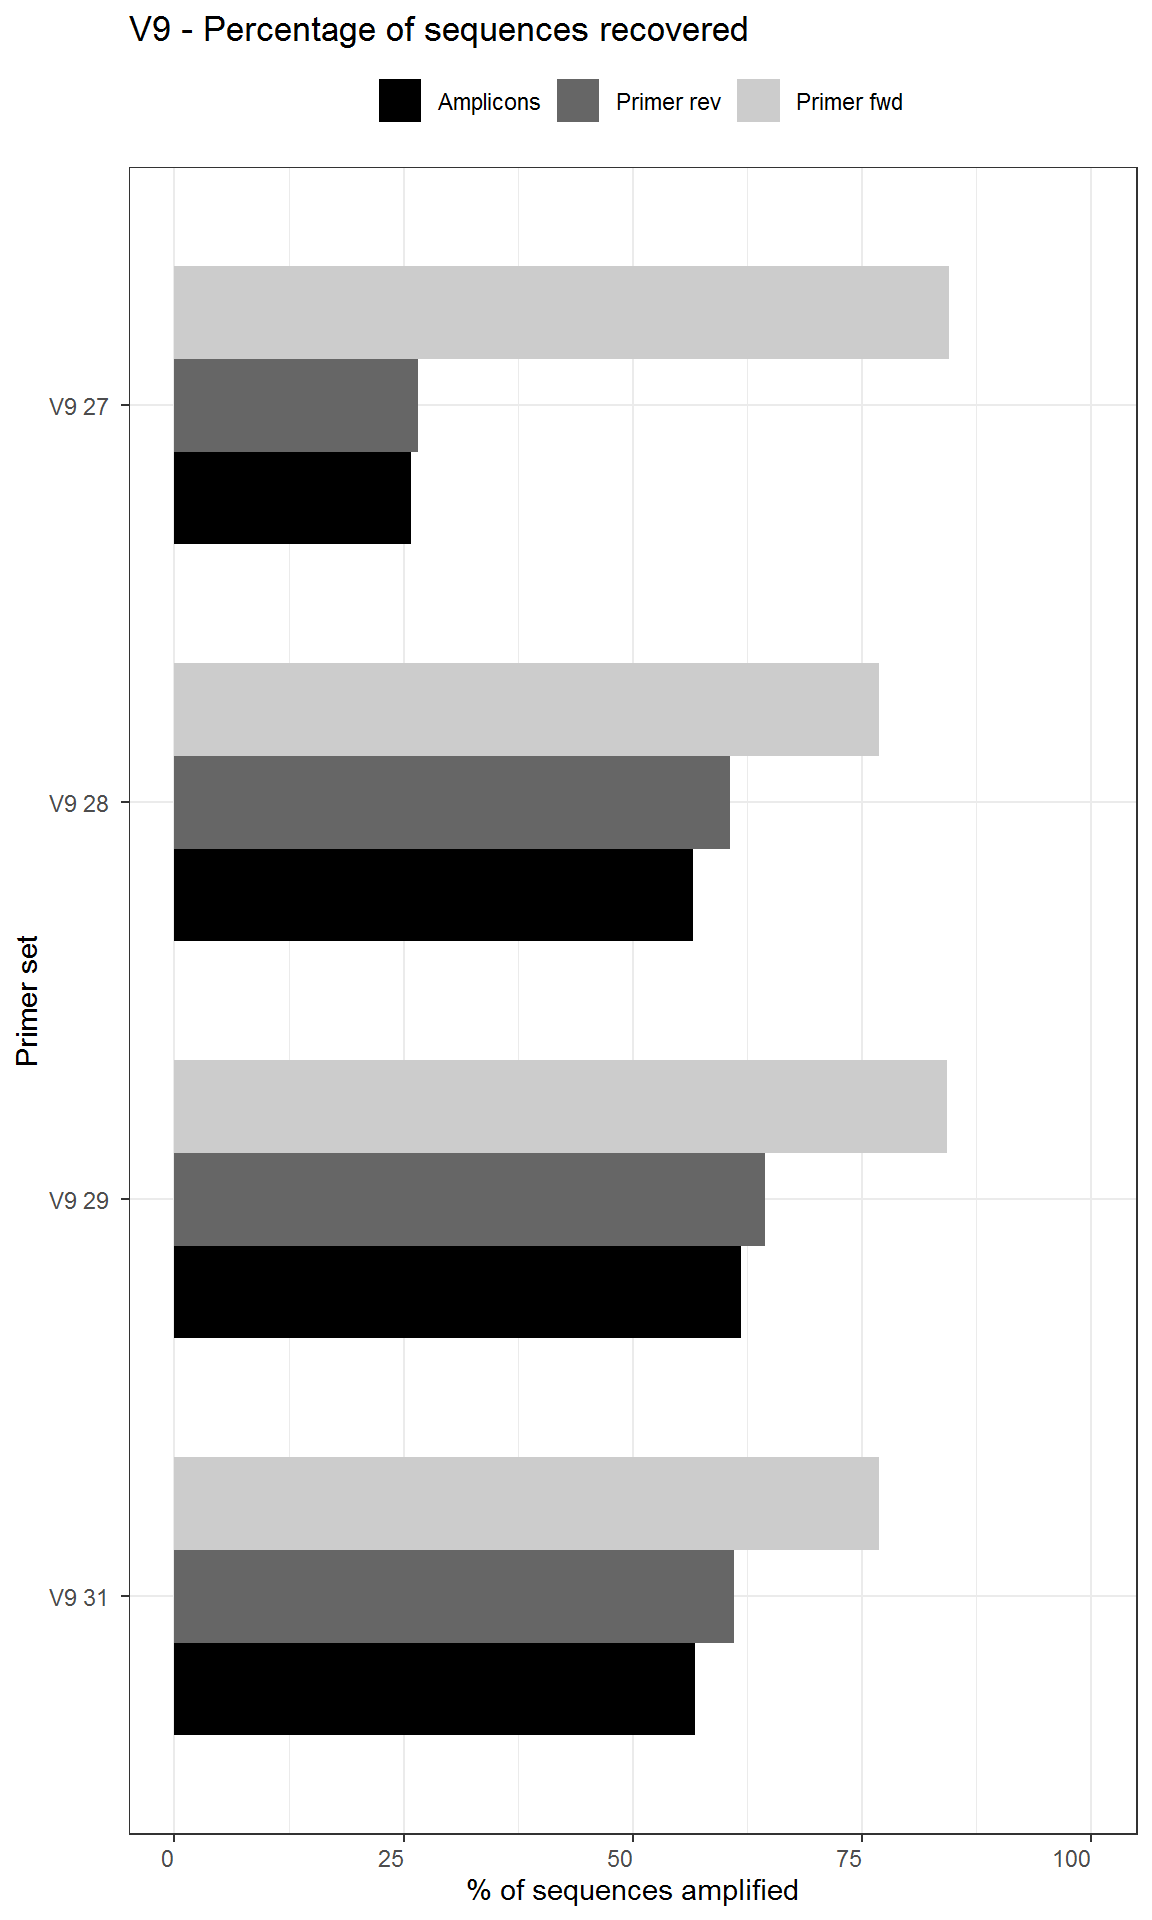 V9 - Percentage of sequences recovered
Amplicons Primer rev Primer fwd
V9 27
V9 28
V9 29
V9 31
Primer set
0 25 50 75 100
% of sequences amplified